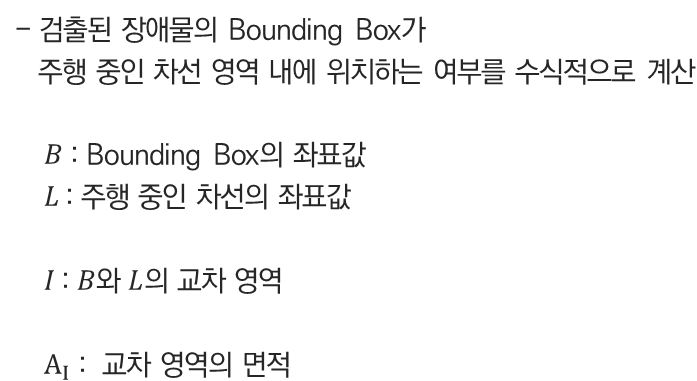 - 검출된 장애물의 Bounding Box가
주행 중인 차선 영역 내에 위치하는 여부를 수식적으로 계산
B : Bounding Box의 좌표값
L : 주행 중인 차선의 좌표값
I : B와 L의 교차 영역
A_I : 교차 영역의 면적